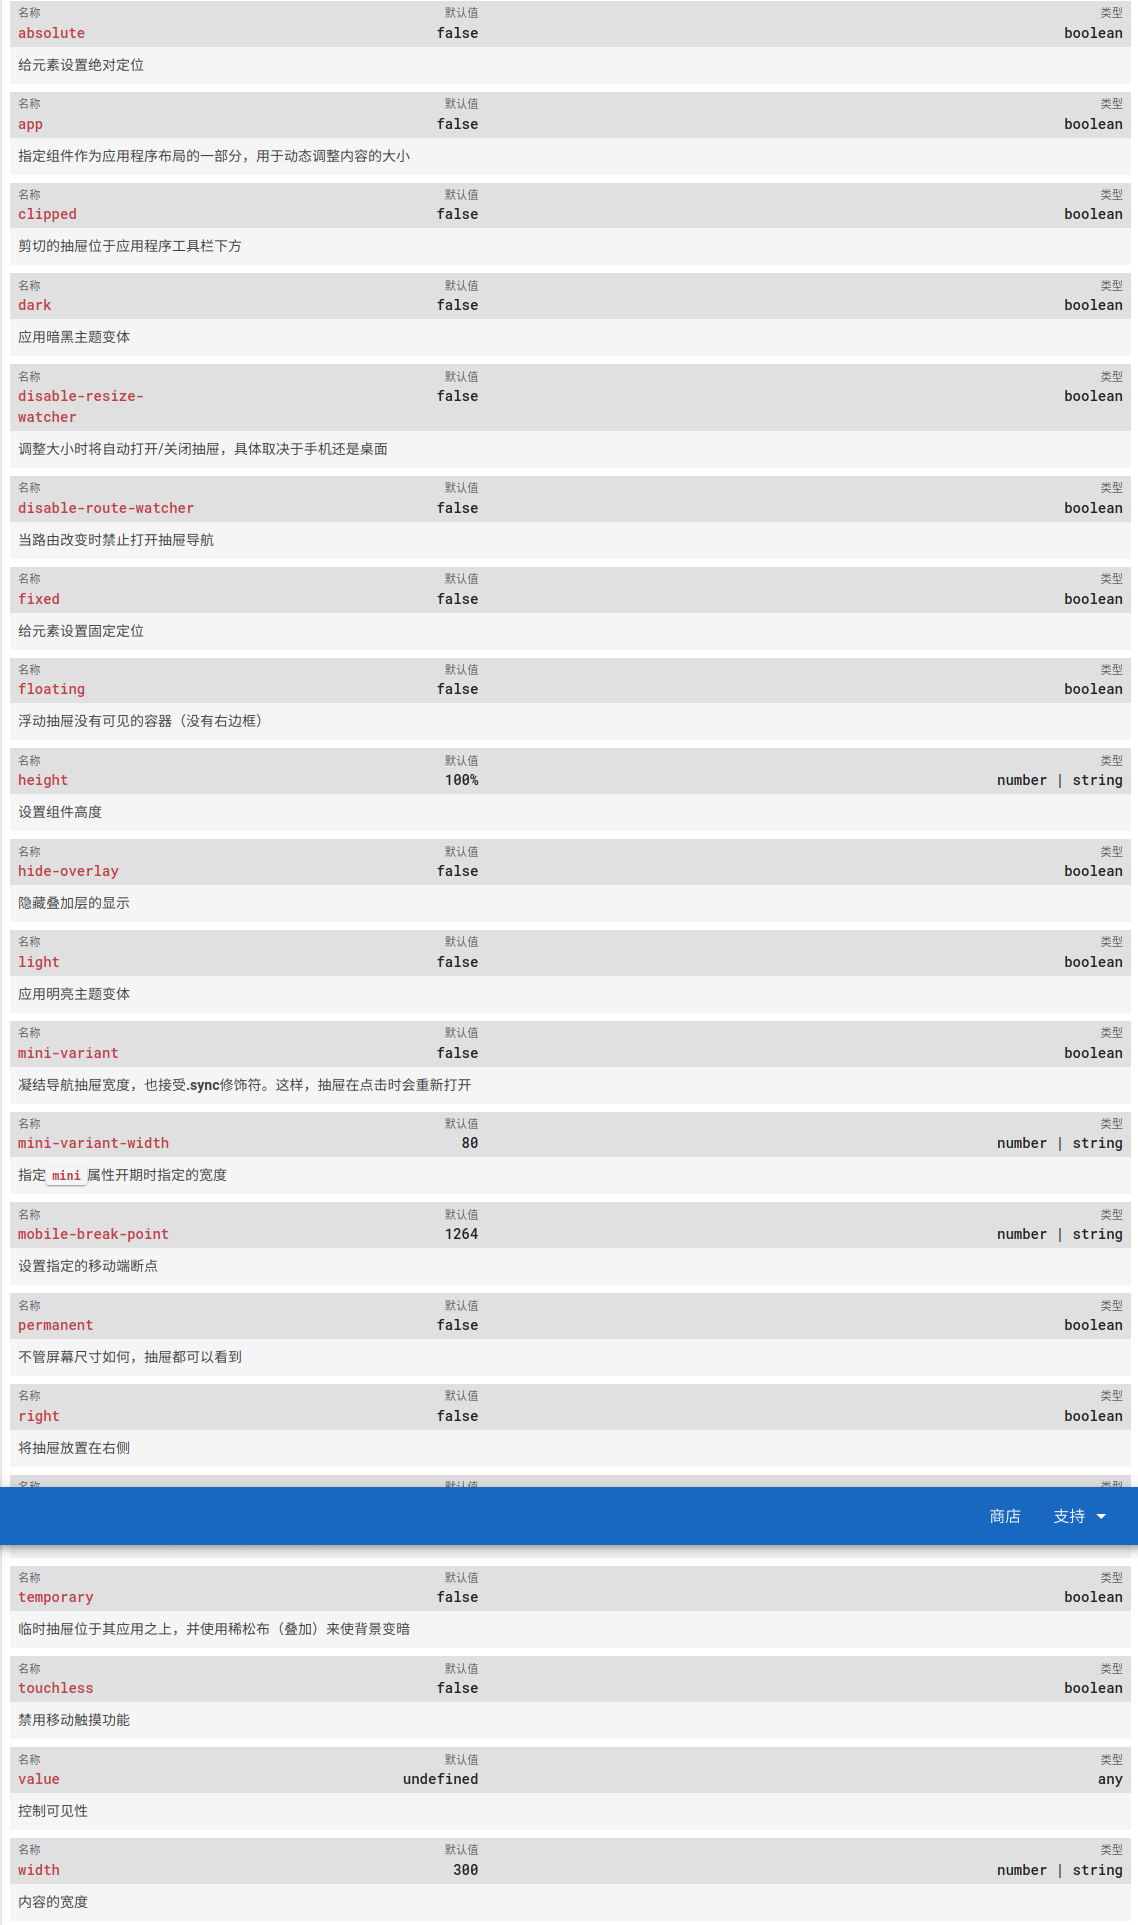 名称 默认值 类型
absolute false boolean
给元素设置绝对定位
名称 默认值 类型
app false boolean
指定组件作为应用程序布局的一部分，用于动态调整内容的大小
名称 默认值 类型
clipped false boolean
剪切的抽屉位于应用程序工具栏下方
名称 默认值 类型
dark false boolean
应用暗黑主题变体
名称 默认值 类型
disable-resize- false boolean
watcher
调整大小时将自动打开/关闭抽屉，具体取决于手机还是桌面
名称 默认值 类型
disable-route-watcher false boolean
当路由改变时禁止打开抽屉导航
名称 默认值 类型
fixed false boolean
给元素设置固定定位
名称 默认值 类型
floating false boolean
浮动抽屉没有可见的容器（没有右边框）
名称 默认值 类型
height 100% number | string
设置组件高度
名称 默认值 类型
hide-overlay false boolean
隐藏叠加层的显示
名称 默认值 类型
light false boolean
应用明亮主题变体
名称 默认值 类型
mini-variant false boolean
凝结导航抽屉宽度，也接受.sync修饰符。这样，抽屉在点击时会重新打开
名称 默认值 类型
mini-variant-width 80 number | string
指定 mini 属性开期时指定的宽度
名称 默认值 类型
mobile-break-point 1264 number | string
设置指定的移动端断点
名称 默认值 类型
permanent false boolean
不管屏幕尺寸如何，抽屉都可以看到
名称 默认值 类型
right false boolean
将抽屉放置在右侧
名称 默认值 类型
商店 支持
名称 默认值 类型
temporary false boolean
临时抽屉位于其应用之上，并使用稀松布（叠加）来使背景变暗
名称 默认值 类型
touchless false boolean
禁用移动触摸功能
名称 默认值 类型
value undefined any
控制可见性
名称 默认值 类型
width 300 number | string
内容的宽度